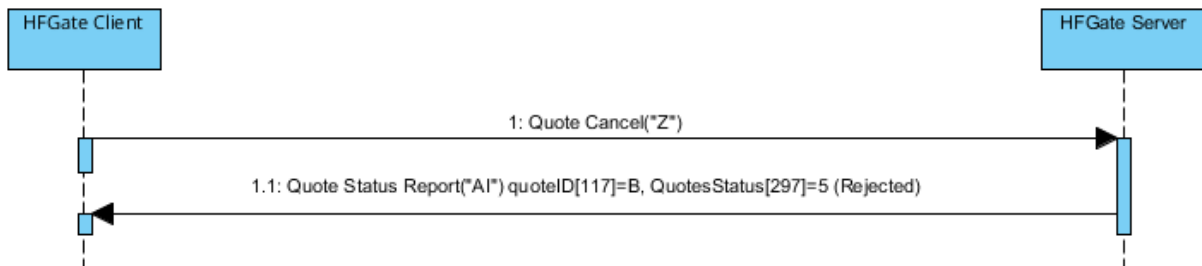 HFGate Client
HFGate Server
1: Quote Cancel("Z")
1.1: Quote Status Report("AI") quoteID[117]=B, QuotesStatus[297]=5 (Rejected)